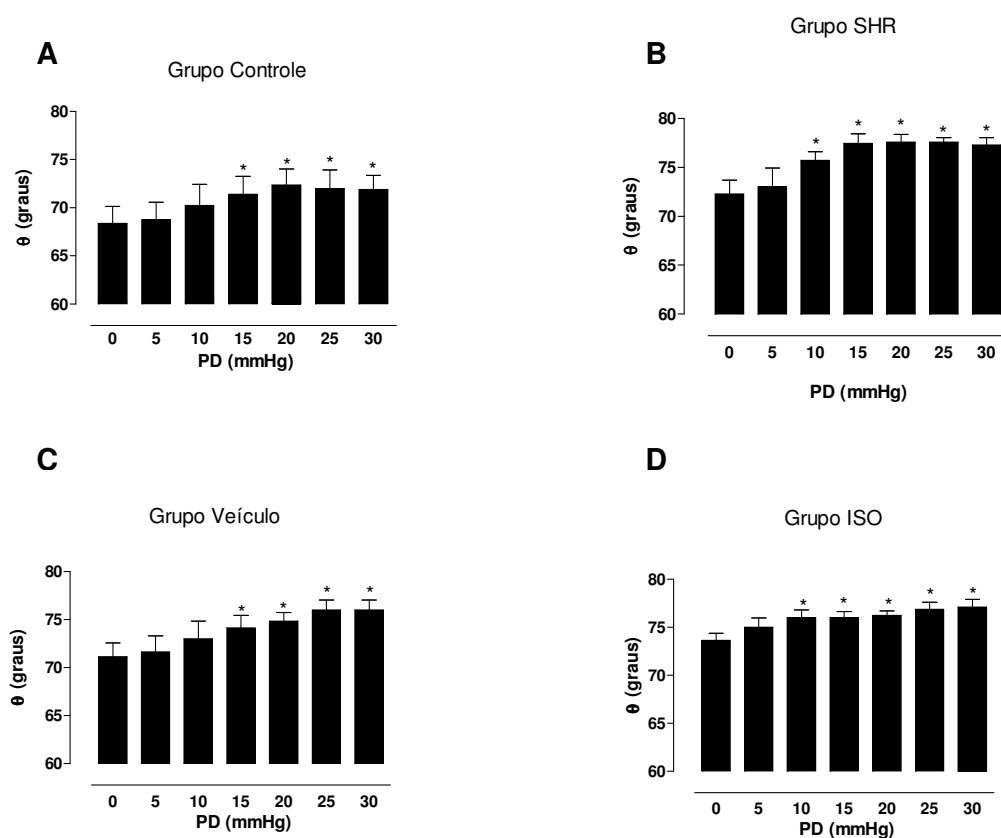 A
Grupo Controle
80
75
70
65
60
θ (graus)
* * * *
0 5 10 15 20 25 30
PD (mmHg)
B
Grupo SHR
80
75
70
65
60
θ (graus)
* * * * *
0 5 10 15 20 25 30
PD (mmHg)
C
Grupo Veículo
80
75
70
65
60
θ (graus)
* * * *
0 5 10 15 20 25 30
PD (mmHg)
D
Grupo ISO
80
75
70
65
60
θ (graus)
* * * * *
0 5 10 15 20 25 30
PD (mmHg)